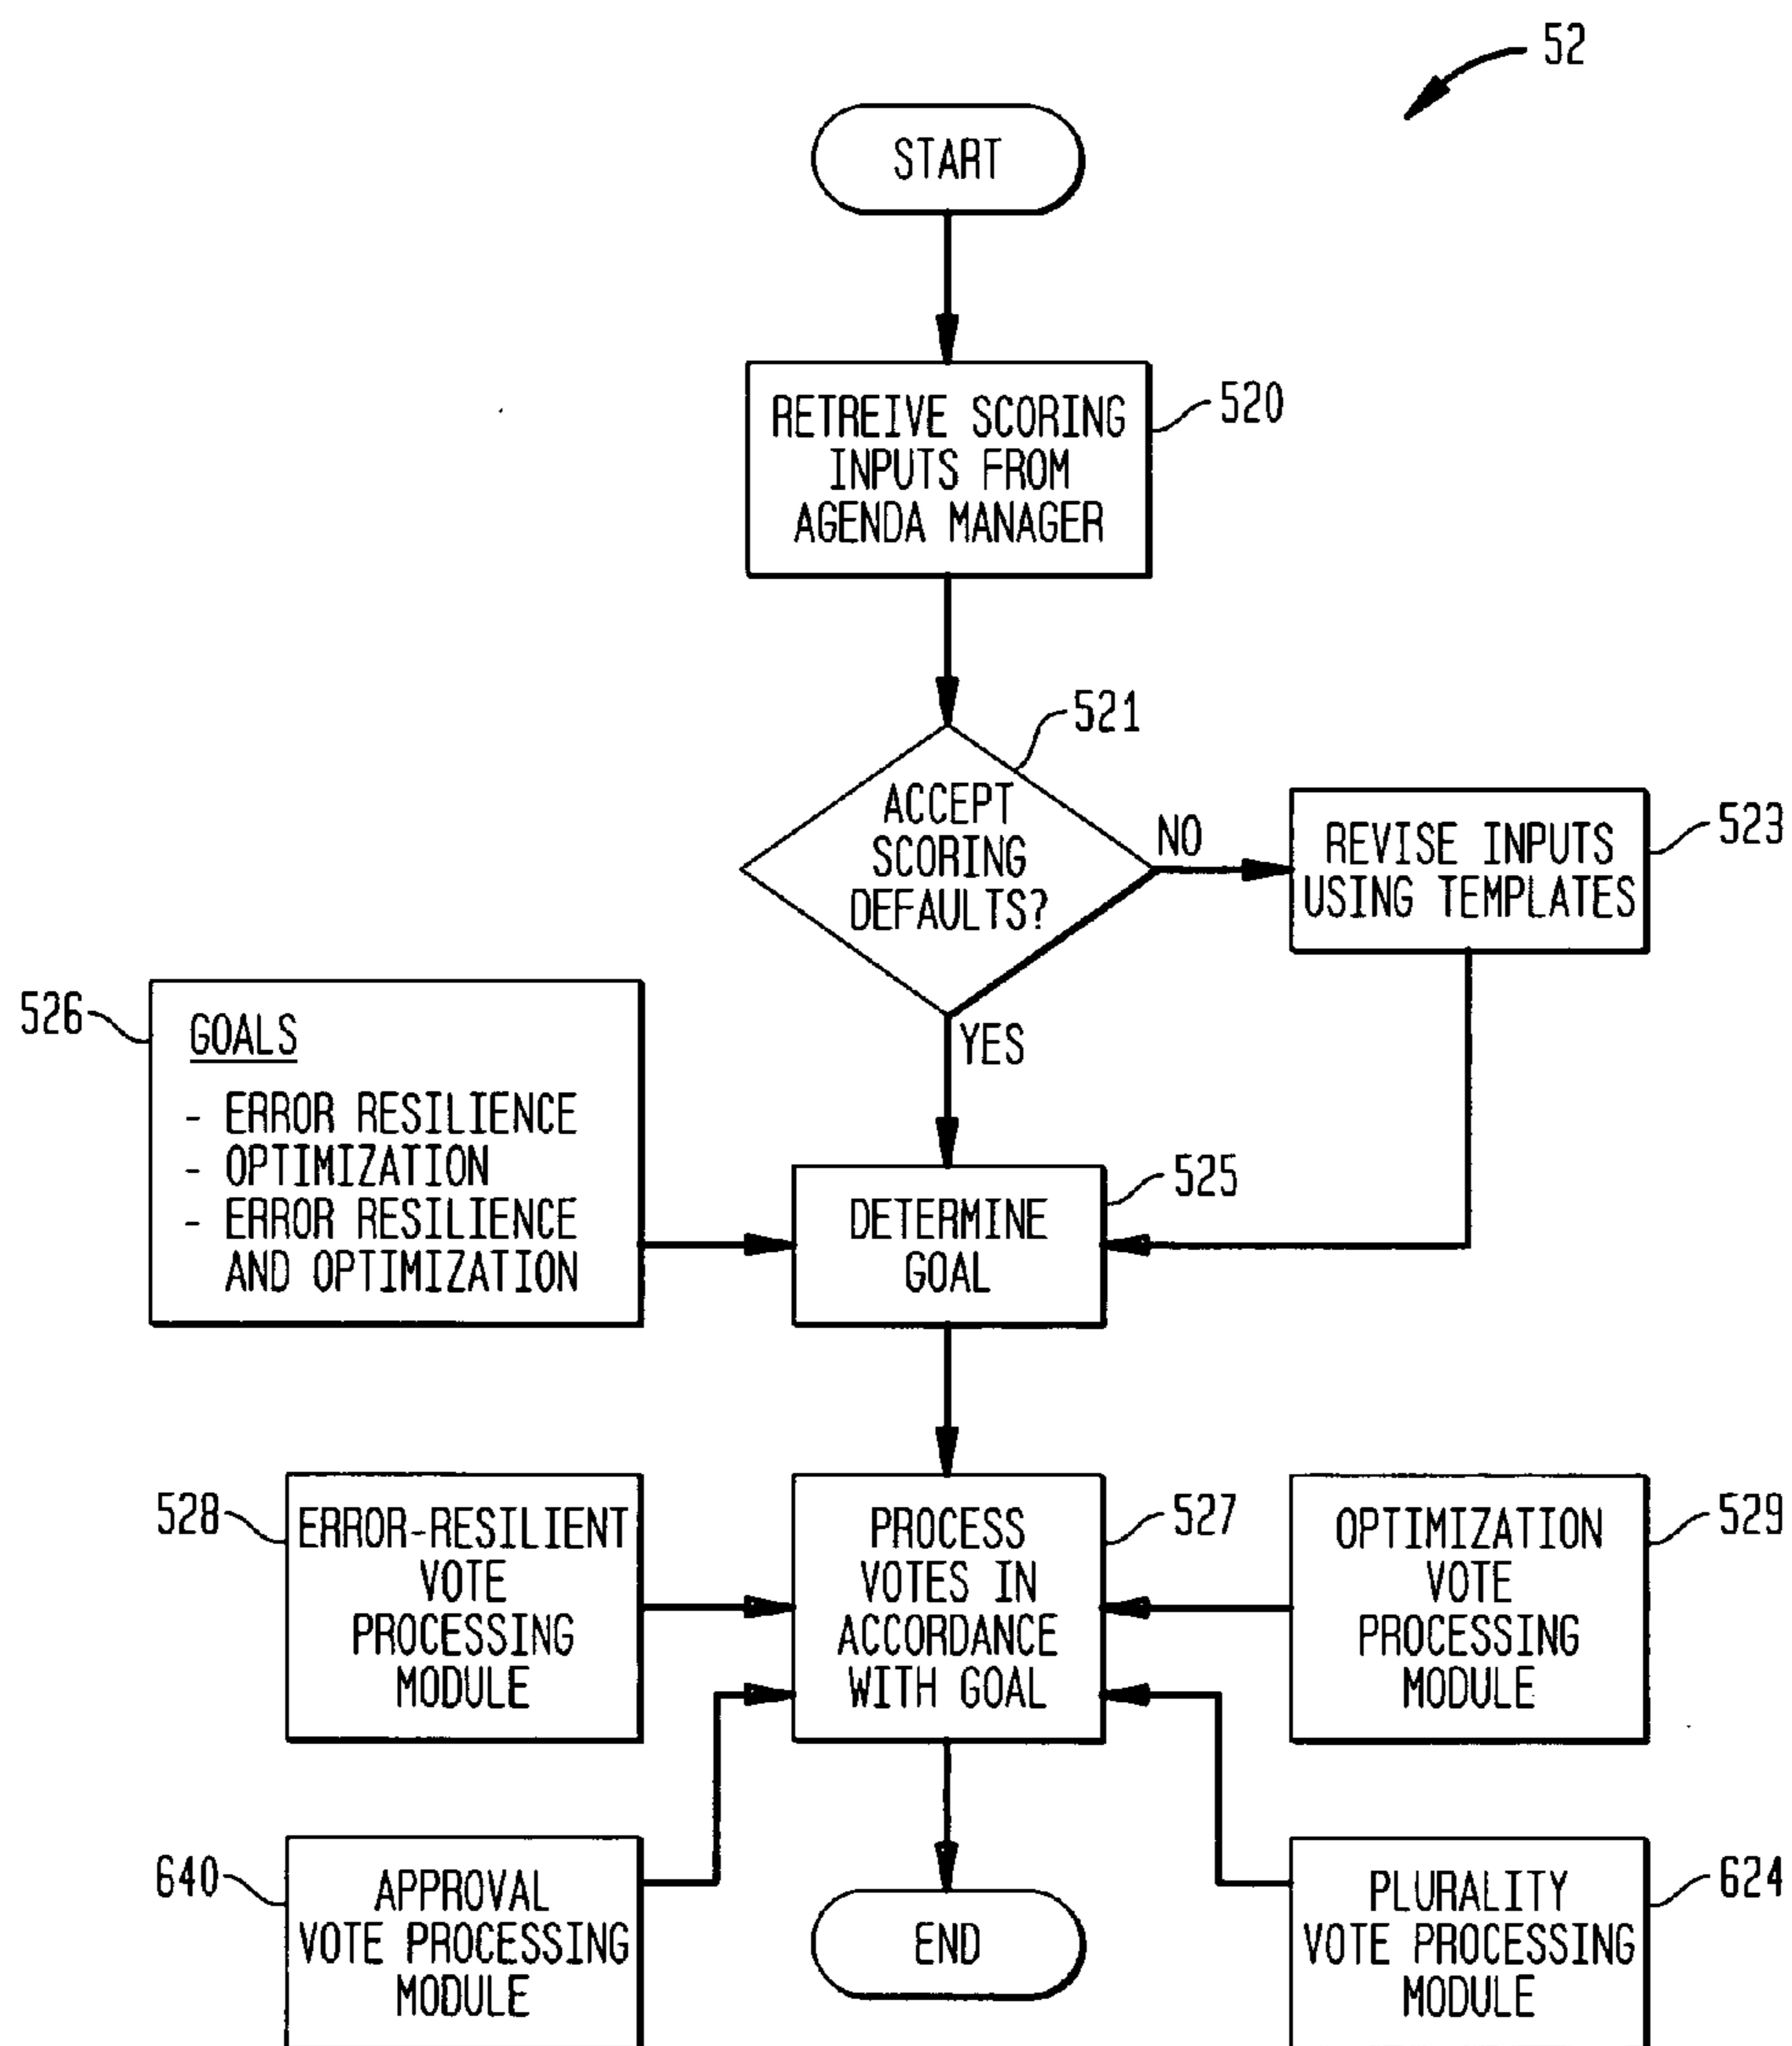 52
START
RETREIVE SCORING
INPUTS FROM
AGENDA MANAGER
520
521
ACCEPT
SCORING
DEFAULTS?
NO
YES
REVISE INPUTS
USING TEMPLATES
523
526
GOALS
- ERROR RESILIENCE
- OPTIMIZATION
- ERROR RESILIENCE
AND OPTIMIZATION
DETERMINE
GOAL
525
528
ERROR-RESILIENT
VOTE
PROCESSING
MODULE
PROCESS
VOTES IN
ACCORDANCE
WITH GOAL
527
OPTIMIZATION
VOTE
PROCESSING
MODULE
529
640
APPROVAL
VOTE PROCESSING
MODULE
END
PLURALITY
VOTE PROCESSING
MODULE
624